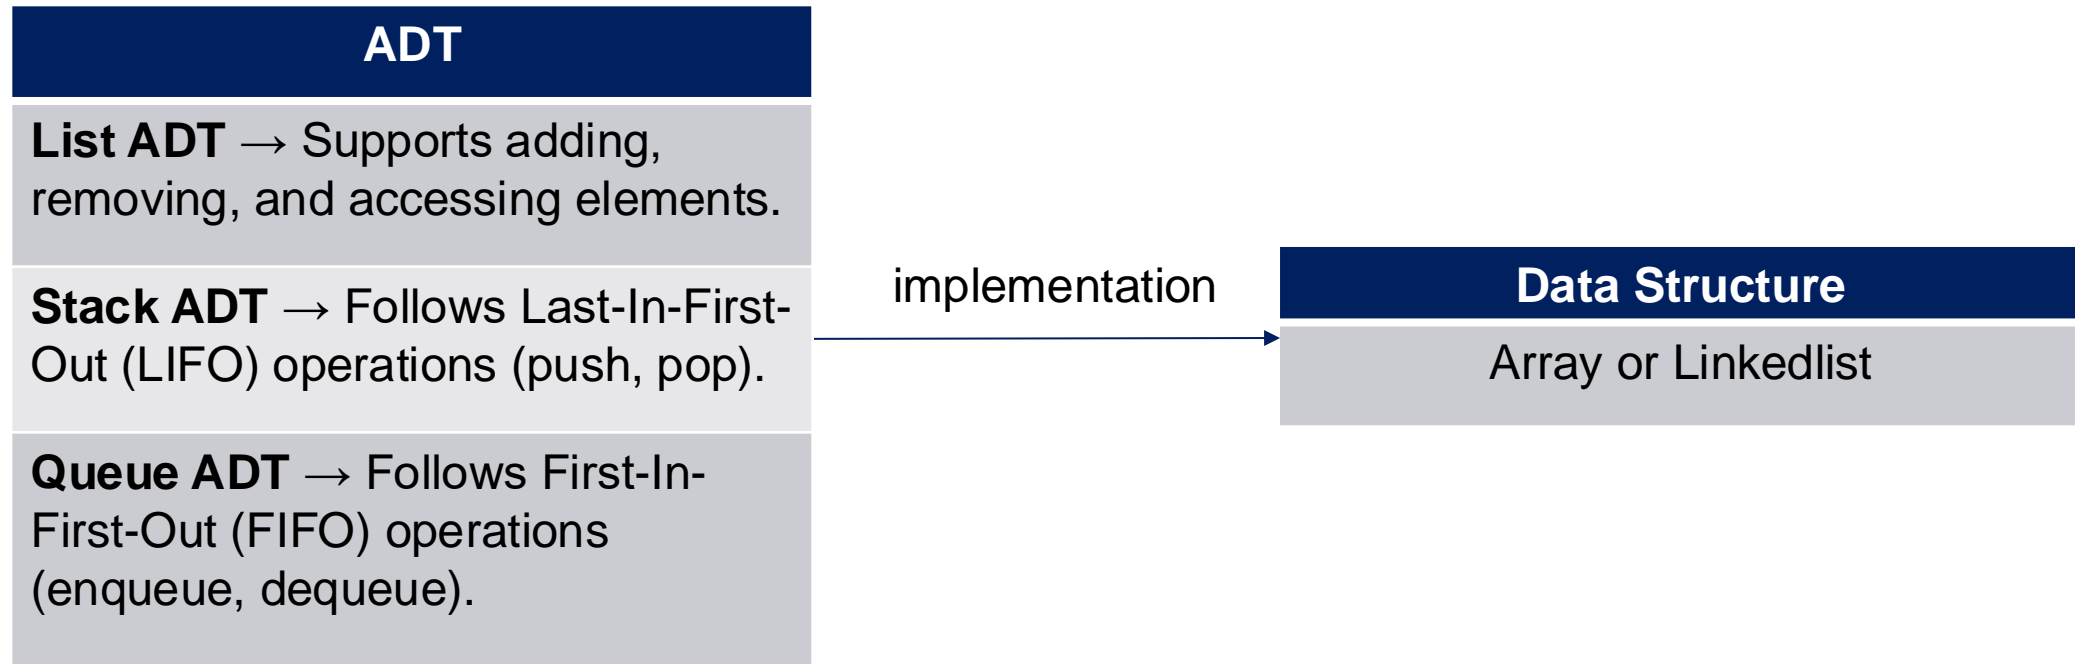 ADT
List ADT → Supports adding,
removing, and accessing elements.
Stack ADT → Follows Last-In-First-
Out (LIFO) operations (push, pop).
Queue ADT → Follows First-In-
First-Out (FIFO) operations
(enqueue, dequeue).
implementation
Data Structure
Array or Linkedlist